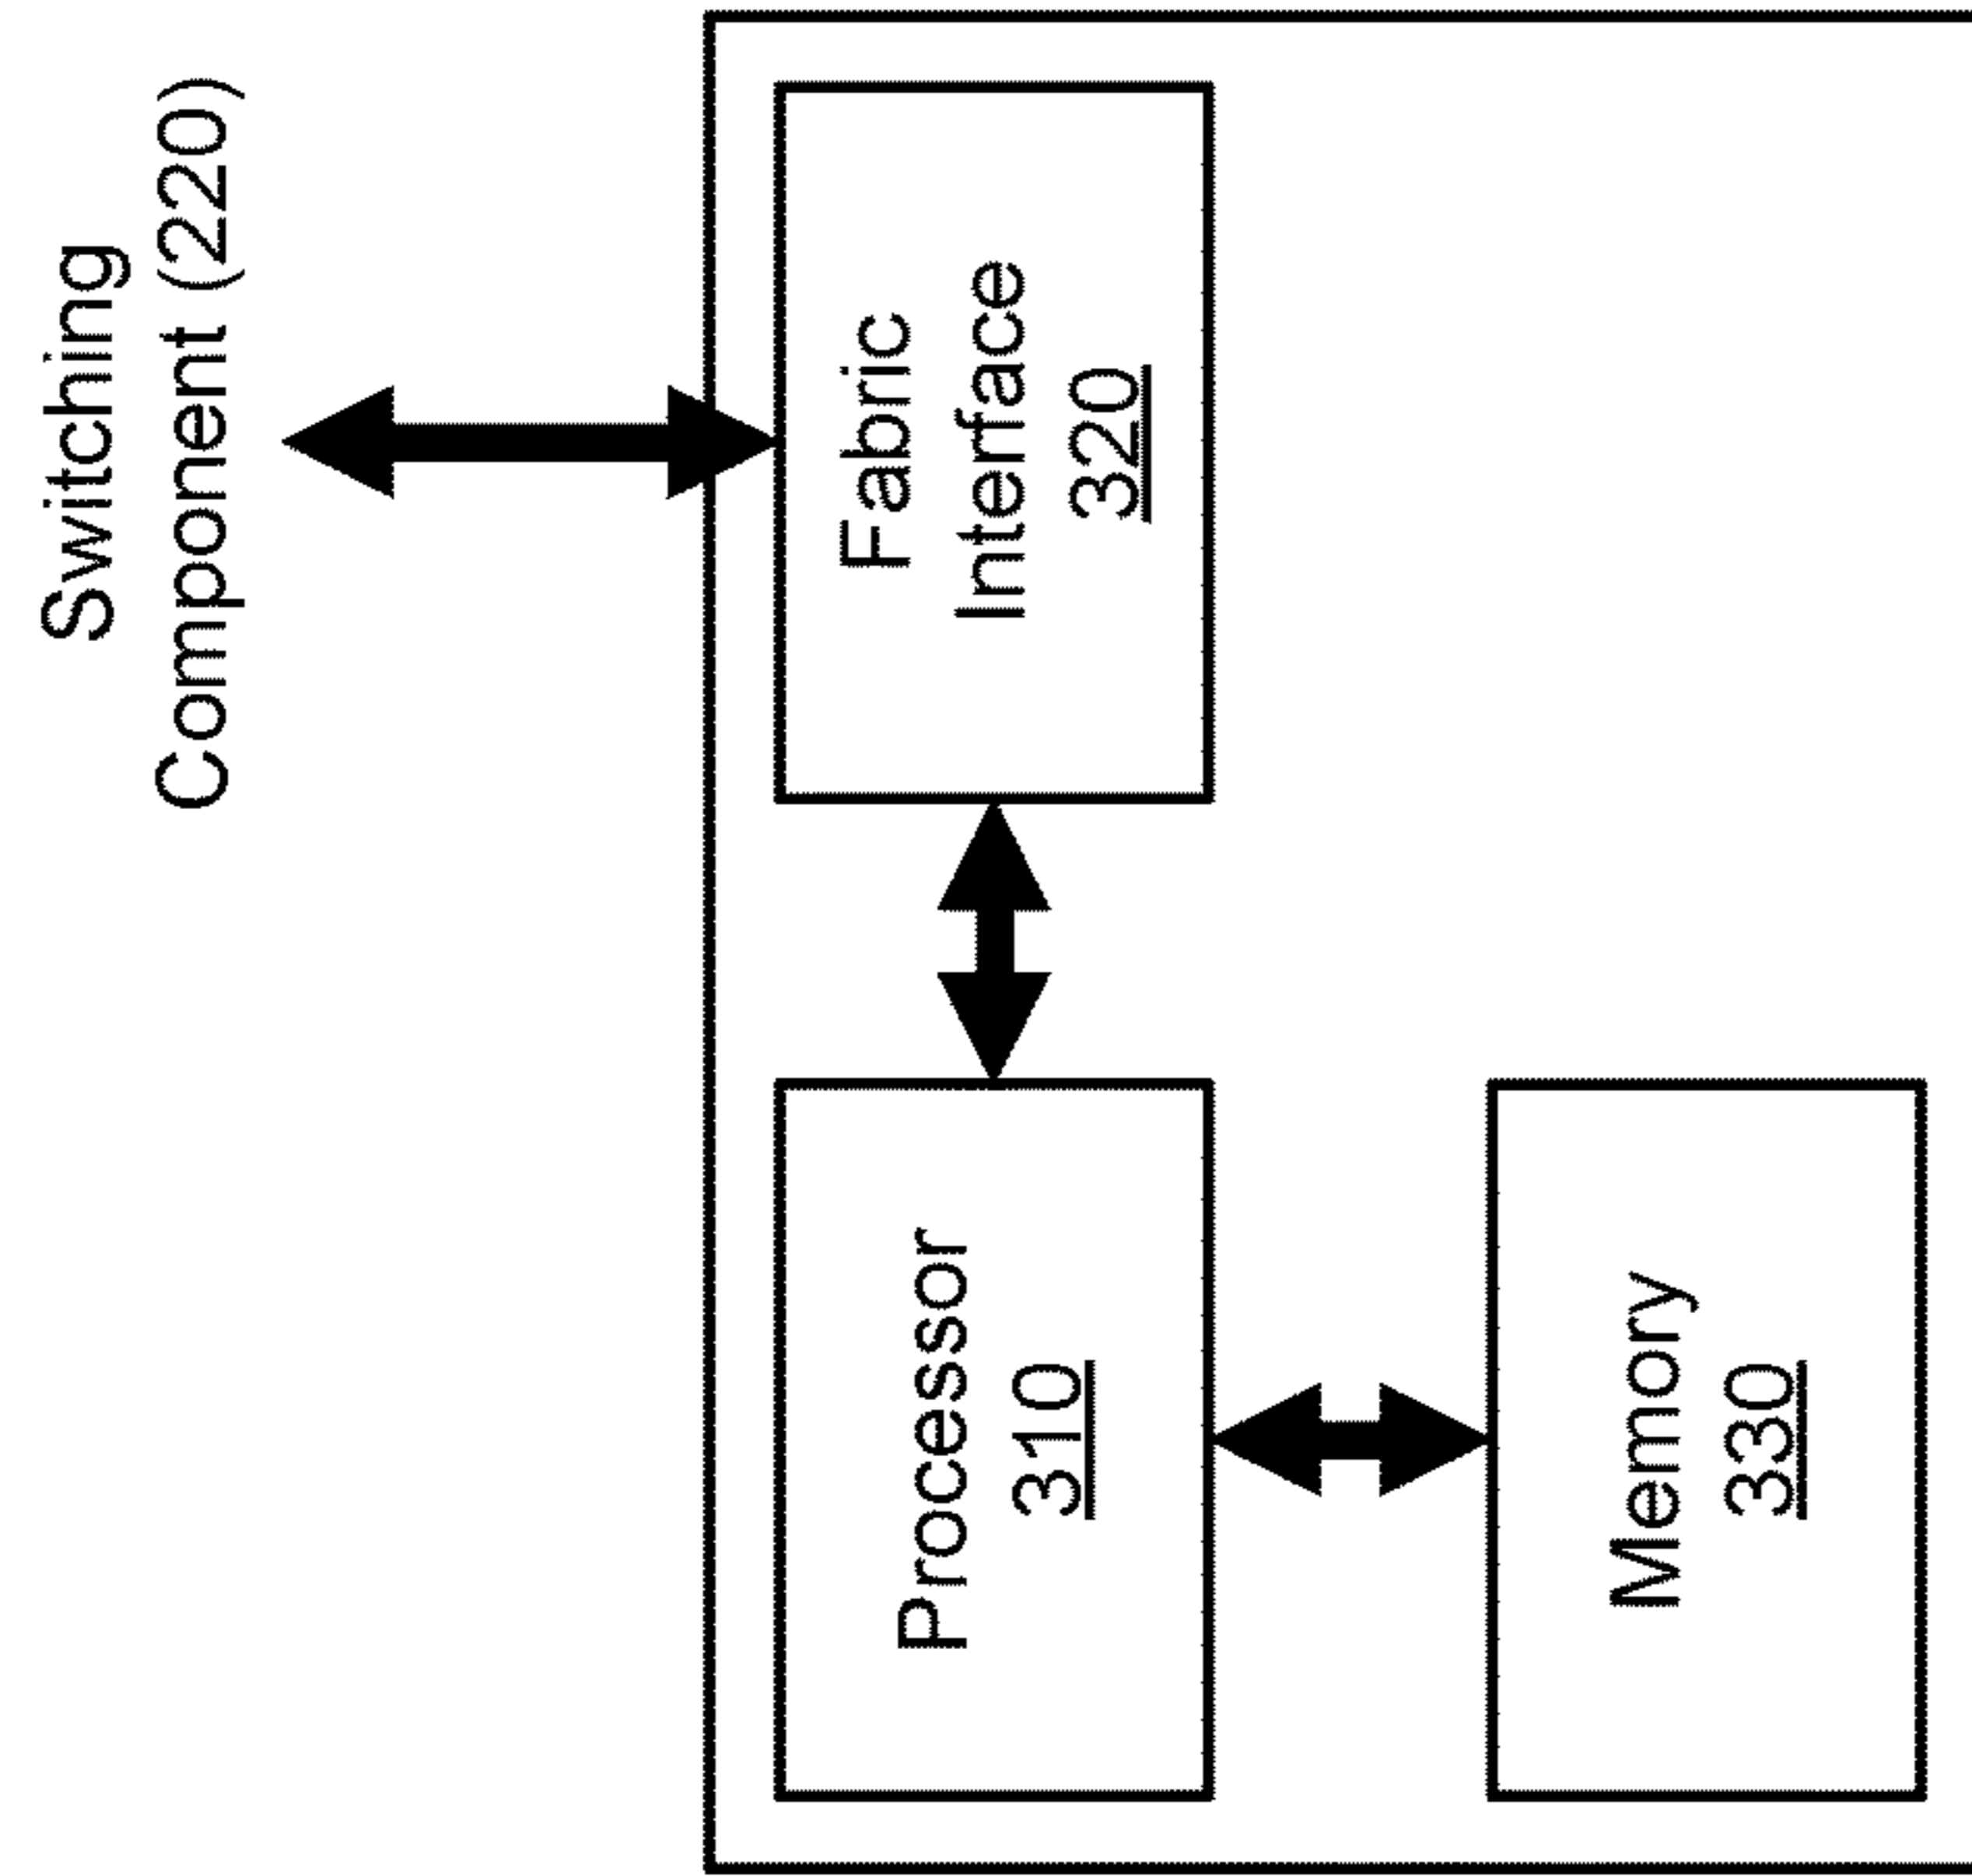 Switching
Component (220)
Processor
310
Fabric
Interface
320
Memory
330